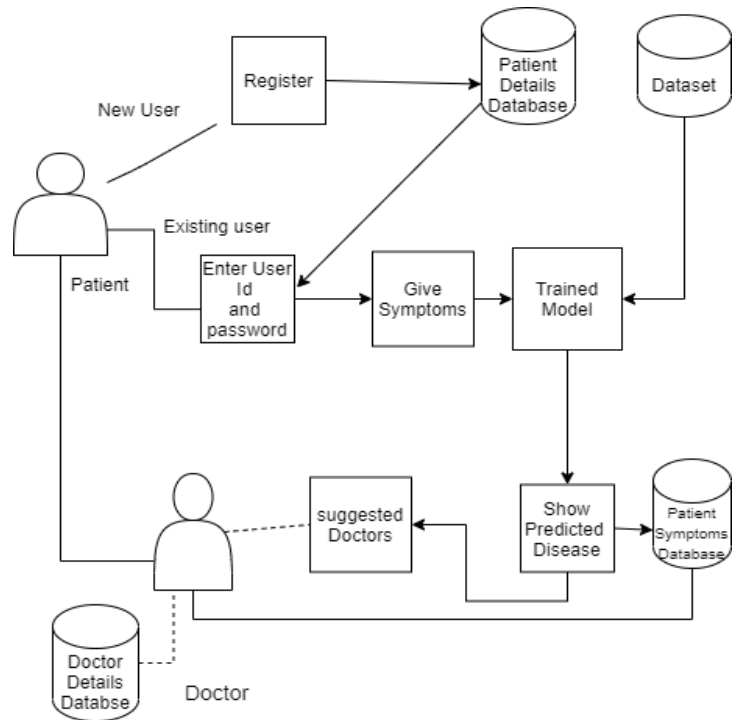 Register
Patient
Details
Database
Dataset
New User
Existing user
Patient
Enter User
Id
and
password
Give
Symptoms
Trained
Model
suggested
Doctors
Show
Predicted
Disease
Patient
Symptoms
Database
Doctor
Details
Databse
Doctor